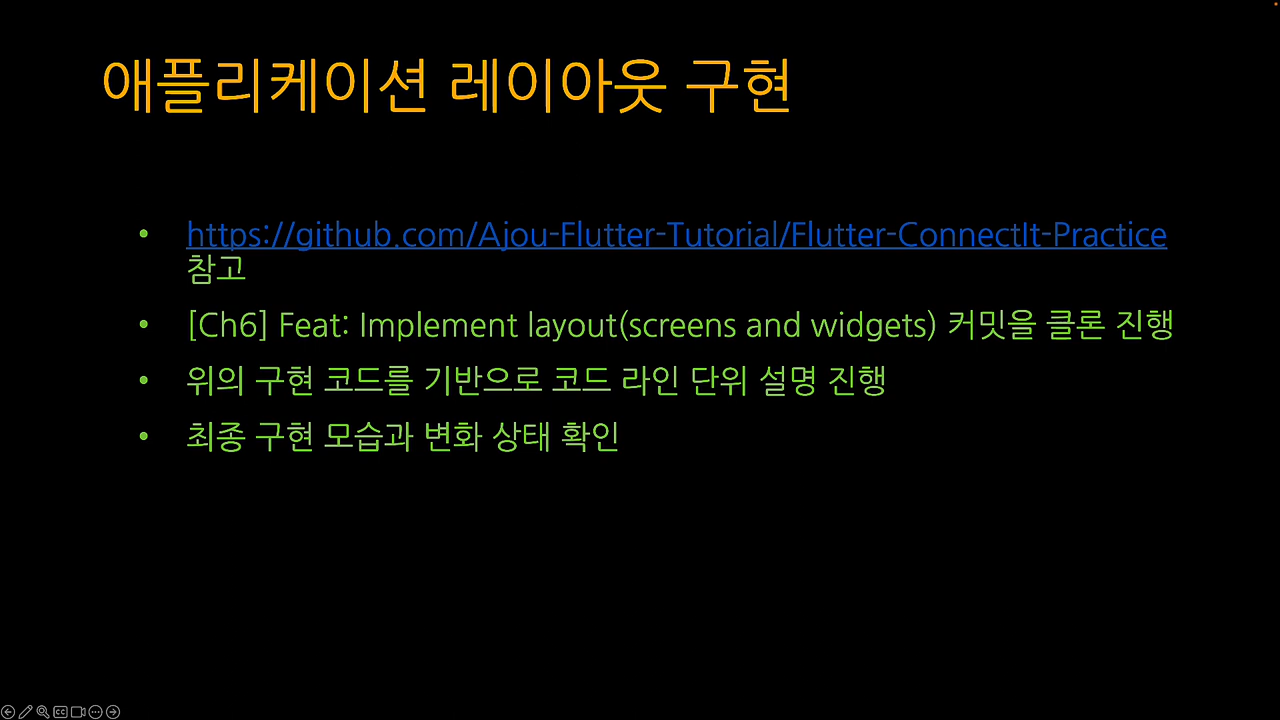 애플리케이션 레이아웃 구현
• https://github.com/Ajou-Flutter-Tutorial/Flutter-ConnectIt-Practice
참고
• [Ch6] Feat: Implement layout(screens and widgets) 커밋을 클론 진행
• 위의 구현 코드를 기반으로 코드 라인 단위 설명 진행
• 최종 구현 모습과 변화 상태 확인